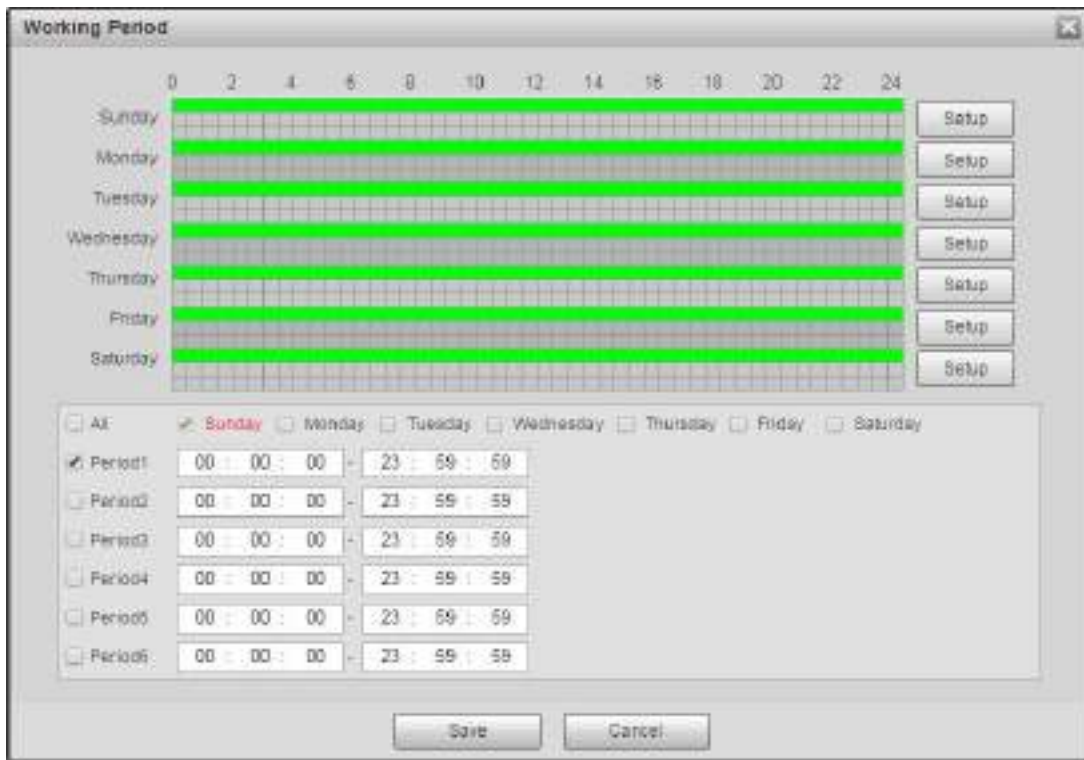 Working Period
0 2 4 6 8 10 12 14 16 18 20 22 24
Sunday Setup
Monday Setup
Tuesday Setup
Wednesday Setup
Thursday Setup
Friday Setup
Saturday Setup
All Sunday Monday Tuesday Wednesday Thursday Friday Saturday
Period1 00 : 00 : 00 - 23 : 59 : 59
Period2 00 : 00 : 00 - 23 : 59 : 59
Period3 00 : 00 : 00 - 23 : 59 : 59
Period4 00 : 00 : 00 - 23 : 59 : 59
Period5 00 : 00 : 00 - 23 : 59 : 59
Period6 00 : 00 : 00 - 23 : 59 : 59
Save Cancel